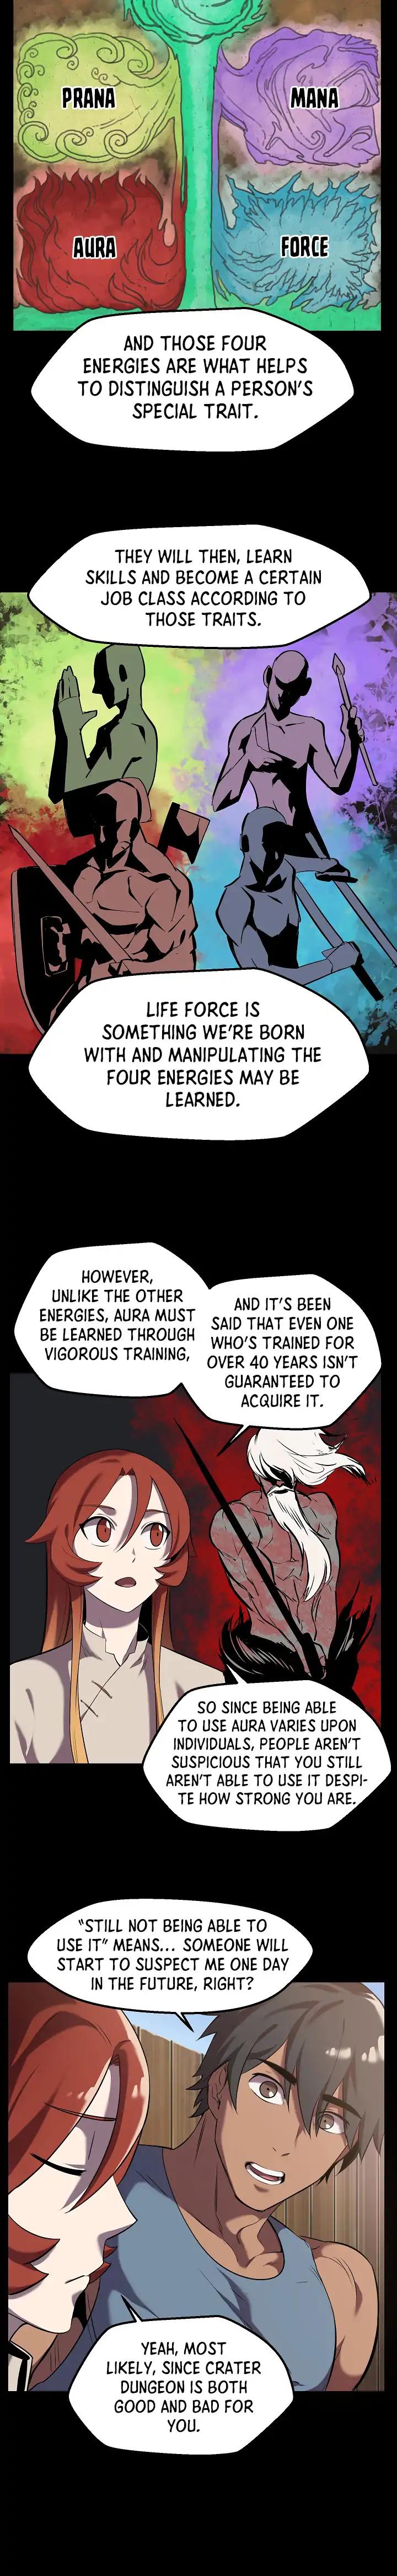 PRANA
MANA
AURA
FORCE
AND THOSE FOUR
ENERGIES ARE WHAT HELPS
TO DISTINGUISH A PERSON'S
SPECIAL TRAIT.
THEY WILL THEN, LEARN
SKILLS AND BECOME A CERTAIN
JOB CLASS ACCORDING TO
THOSE TRAITS.
LIFE FORCE IS
SOMETHING WE'RE BORN
WITH AND MANIPULATING THE
FOUR ENERGIES MAY BE
LEARNED.
HOWEVER,
UNLIKE THE OTHER
ENERGIES, AURA MUST
BE LEARNED THROUGH
VIGOROUS TRAINING,
AND IT'S BEEN
SAID THAT EVEN ONE
WHO'S TRAINED FOR
OVER 40 YEARS ISN'T
GUARANTEED TO
ACQUIRE IT.
SO SINCE BEING ABLE
TO USE AURA VARIES UPON
INDIVIDUALS, PEOPLE AREN'T
SUSPICIOUS THAT YOU STILL
AREN'T ABLE TO USE IT DESPI-
TE HOW STRONG YOU ARE.
"STILL NOT BEING ABLE TO
USE IT" MEANS... SOMEONE WILL
START TO SUSPECT ME ONE DAY
IN THE FUTURE, RIGHT?
YEAH, MOST
LIKELY, SINCE CRATER
DUNGEON IS BOTH
GOOD AND BAD FOR
YOU.